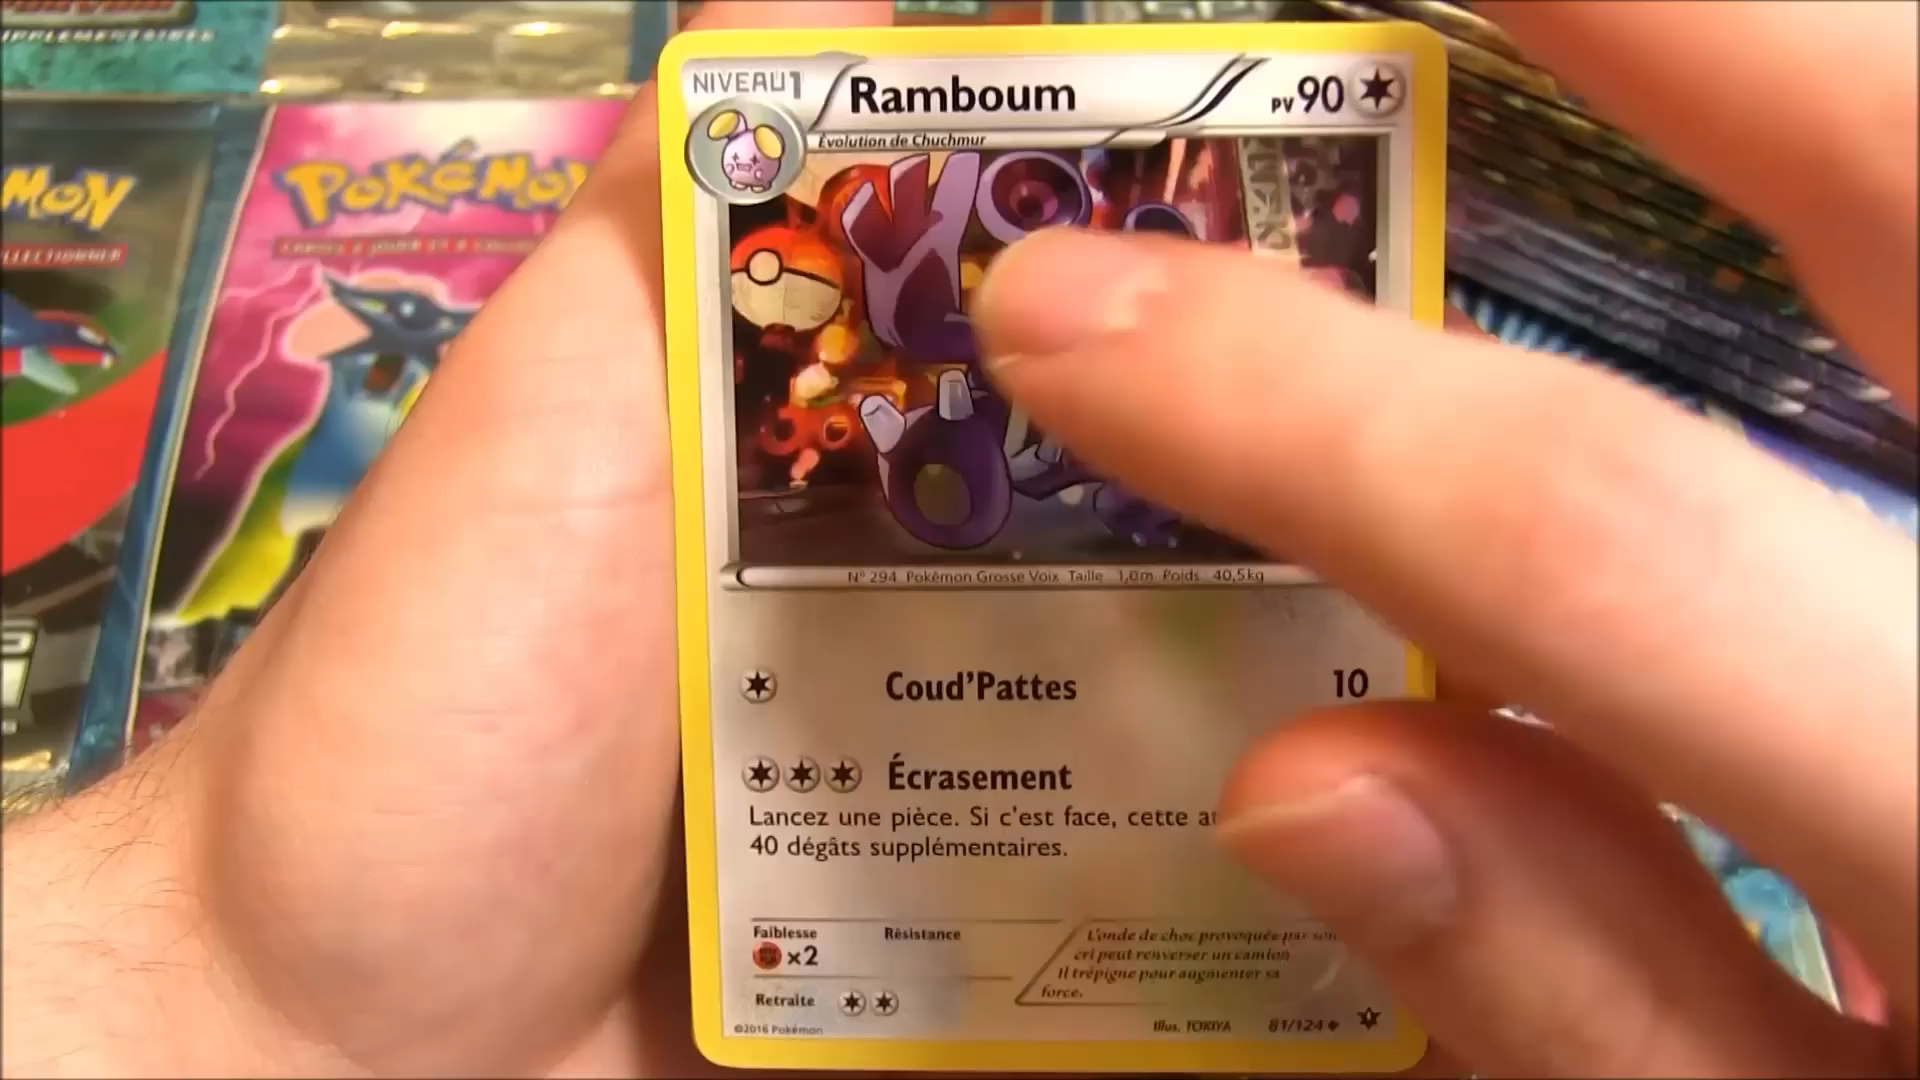 NIVEAU 1
Ramboum
PV 90
Évolution de Chuchmur
N° 294 Pokémon Grosse Voix Taille 1,0m Poids 40,5kg
Coud'Pattes 10
Écrasement
Lancez une pièce. Si c'est face, cette
40 dégâts supplémentaires.
Faiblesse Résistance
x2
L'onde de choc provoquée par son
cri peut renverser un camion
Il trépigne pour augmenter sa
force.
Retraite
©2016 Pokémon
Illus. TOKIYA 81/124
POKÉMON
MON